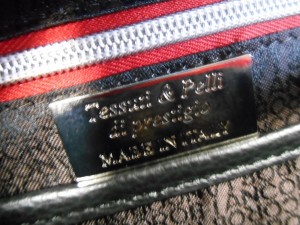 Tessuti & Pelli
di prestigio
MADE IN ITALY